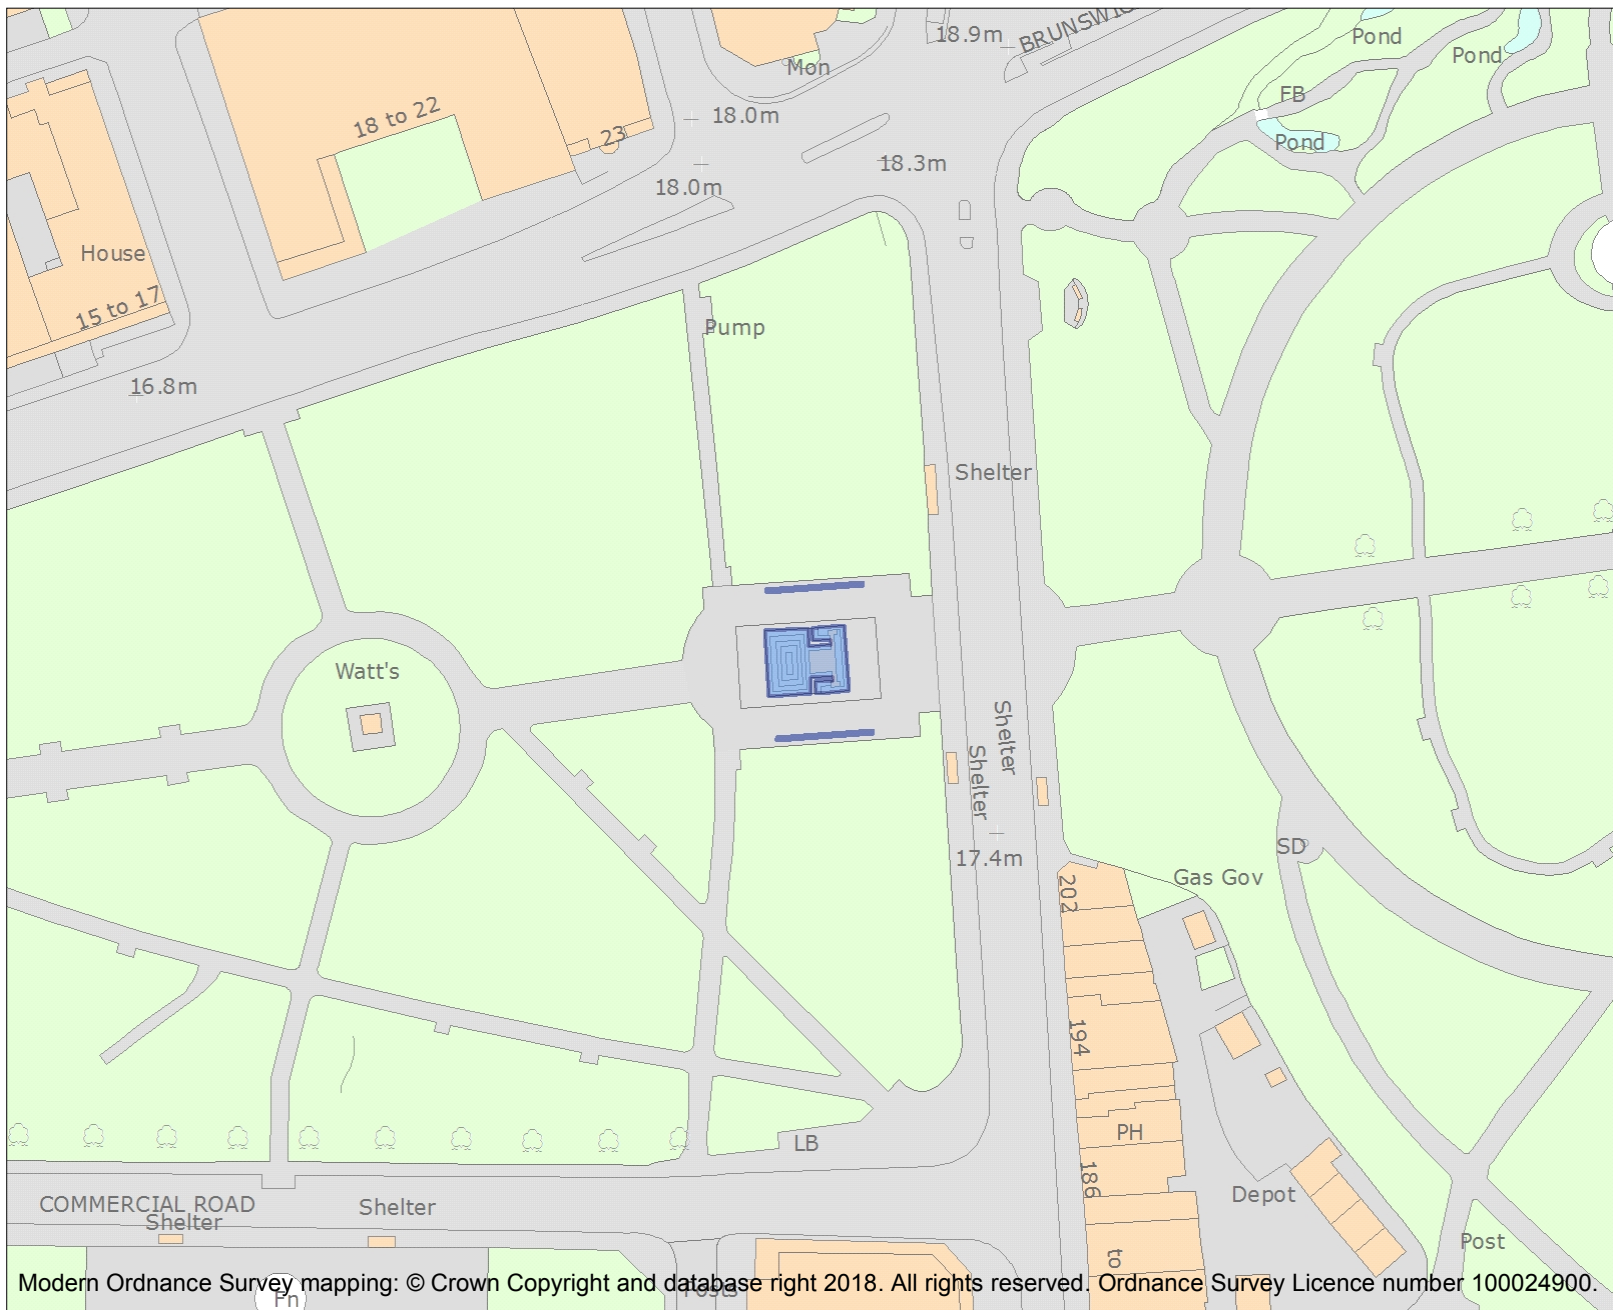 18.9m
BRUNSWIC
Pond
Pond
Mon
FB
18 to 22
18.0m
23
Pond
18.3m
18.0m
House
15 to 17
Pump
16.8m
Shelter
Watt's
Shelter
Shelter
SD
17.4m
Gas Gov
202
194
PH
LB
186
Depot
COMMERCIAL ROAD
Shelter
Shelter
Post
to
Modern Ordnance Survey mapping: © Crown Copyright and database right 2018. All rights reserved. Ordnance Survey Licence number 100024900.
Posts
Fn